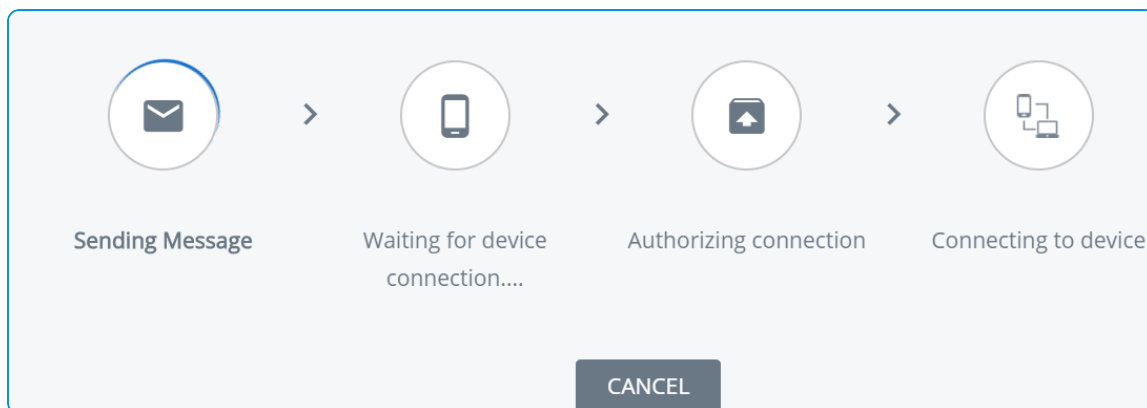 Sending Message
Waiting for device
connection....
Authorizing connection
Connecting to device
CANCEL